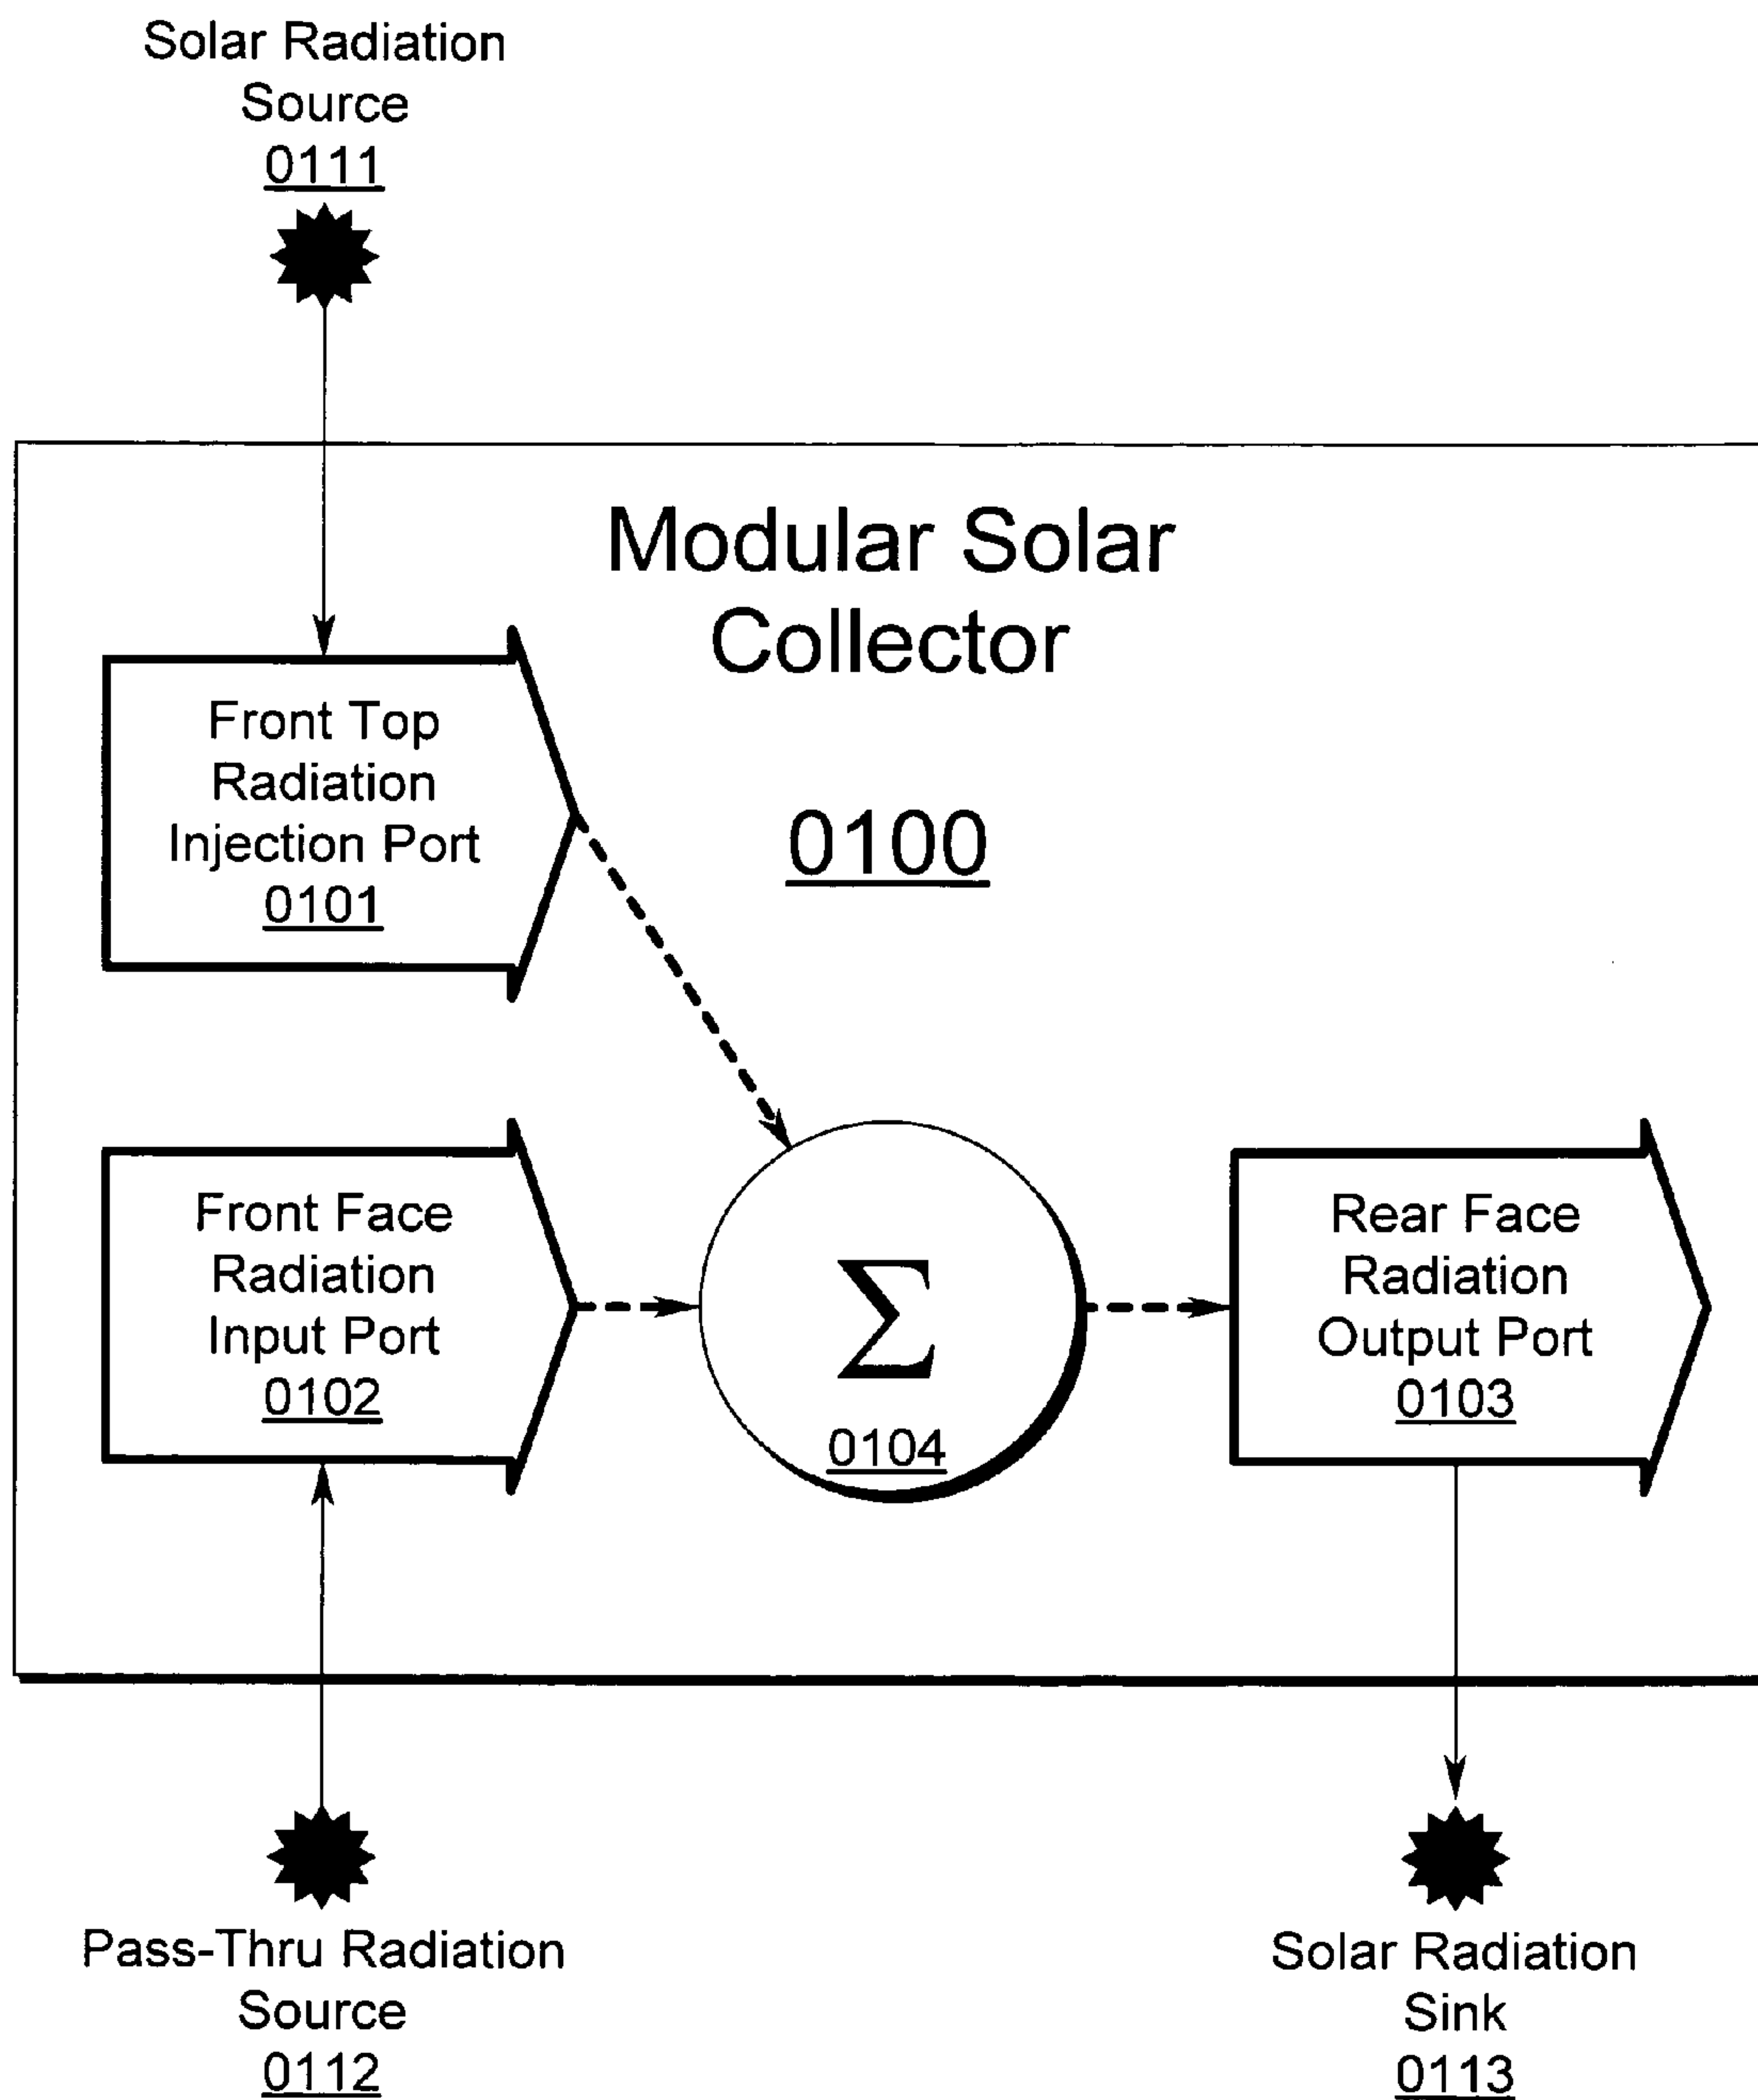 Solar Radiation
Source
0111
Modular Solar
Collector
0100
Front Top
Radiation
Injection Port
0101
Front Face
Radiation
Input Port
0102
Σ
0104
Rear Face
Radiation
Output Port
0103
Pass-Thru Radiation
Source
0112
Solar Radiation
Sink
0113